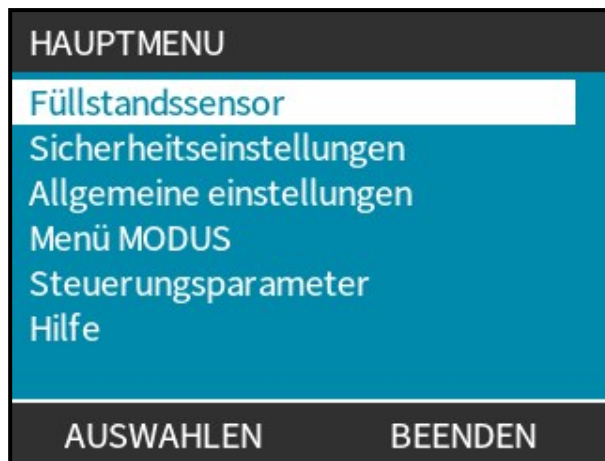 HAUPTMENU
Füllstandssensor
Sicherheitseinstellungen
Allgemeine einstellungen
Menü MODUS
Steuerungsparameter
Hilfe
AUSWAHLEN BEENDEN